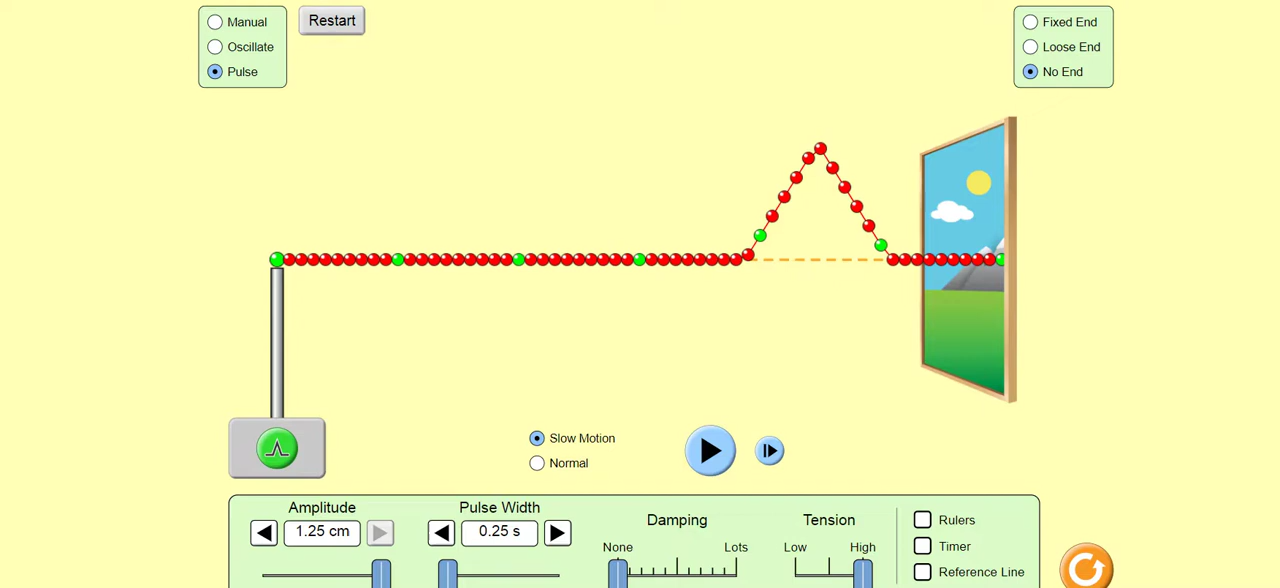 Manual
Oscillate
Pulse
Restart
Fixed End
Loose End
No End
Slow Motion
Normal
Amplitude
1.25 cm
Pulse Width
0.25 s
Damping
None
Lots
Tension
Low
High
Rulers
Timer
Reference Line